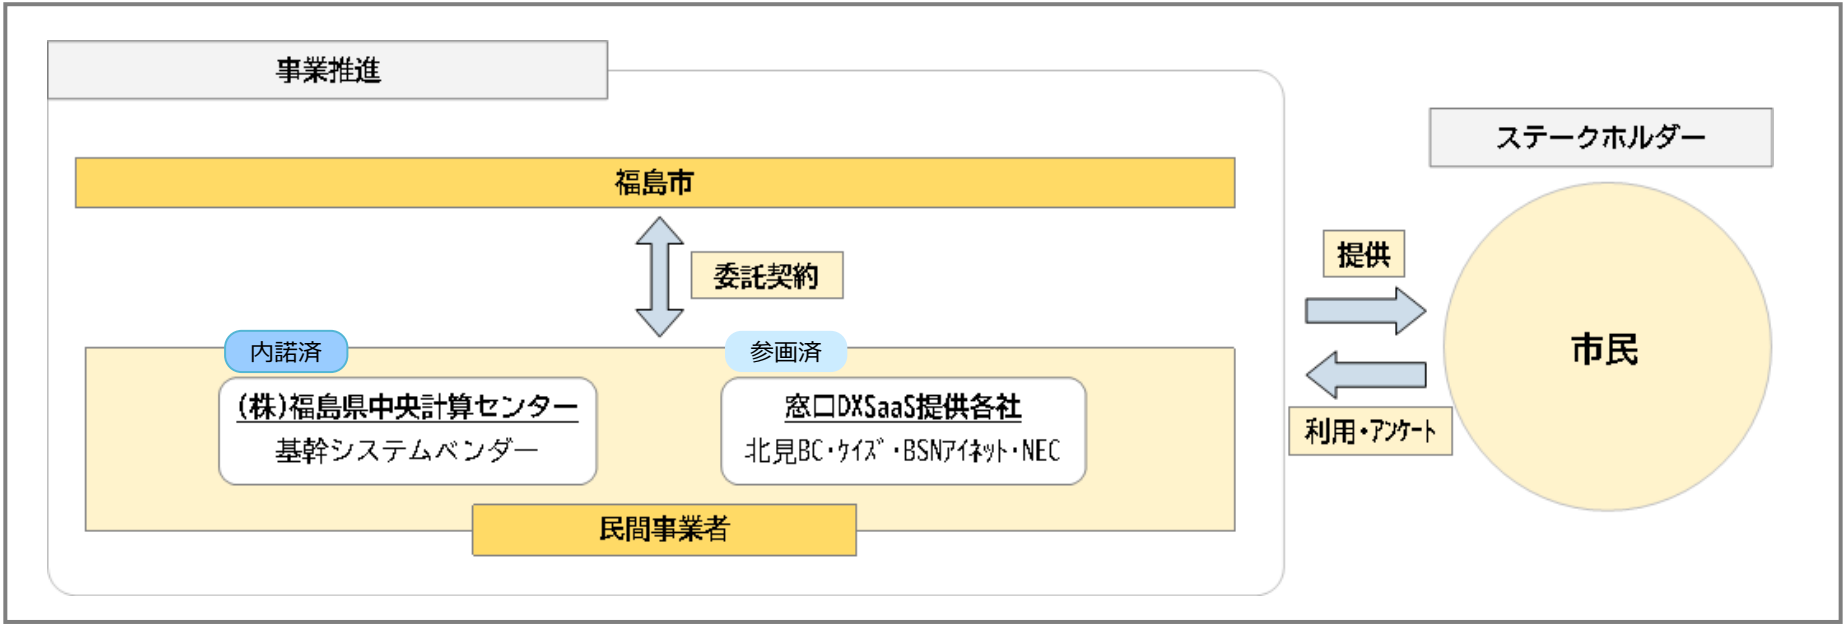 事業推進
福島市
委託契約
内諾済
(株)福島県中央計算センター
基幹システムベンダー
参画済
窓口DXSaaS提供各社
北見BC・ｹｲｽﾞ・BSNｱｲﾈｯﾄ・NEC
民間事業者
ステークホルダー
提供
利用・ｱﾝｹｰﾄ
市民